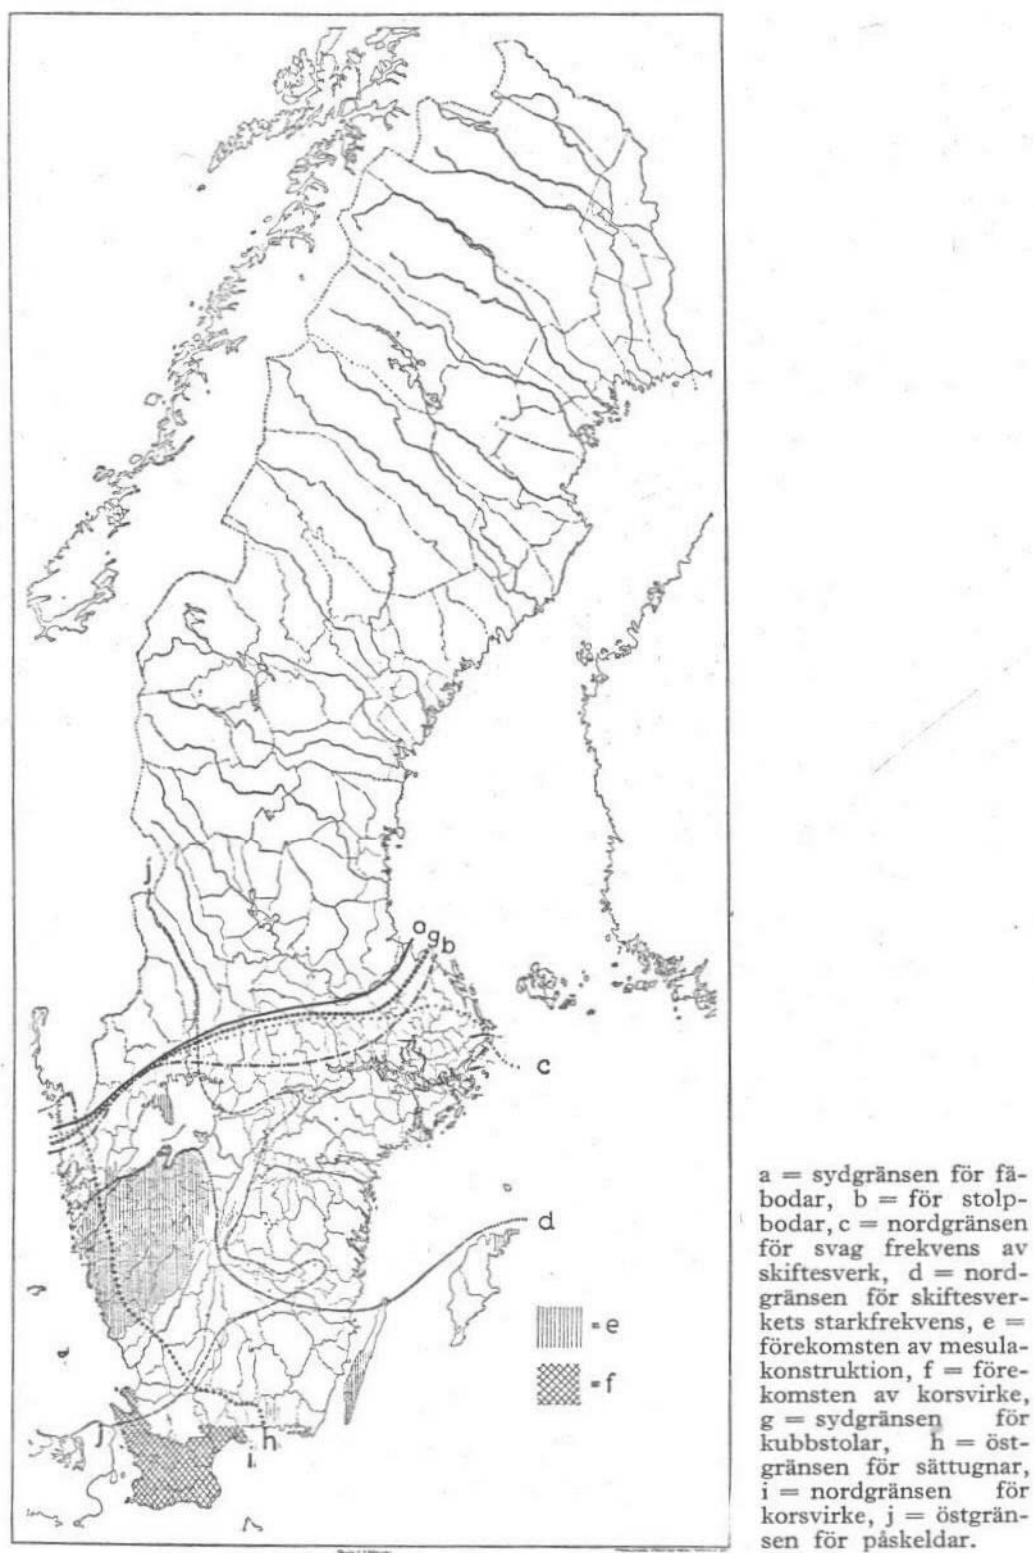 j
a
g
b
c
d
= e
= f
j
i
h
a = sydgränsen för fä-
bodar, b = för stolp-
bodar, c = nordgränsen
för svag frekvens av
skiftesverk, d = nord-
gränsen för skiftesver-
kets starkfrekvens, e =
förekomsten av mesula-
konstruktion, f = före-
komsten av korsvirke,
g = sydgränsen för
kubbstolar, h = öst-
gränsen för sättugnar,
i = nordgränsen för
korsvirke, j = östgrän-
sen för påskeldar.